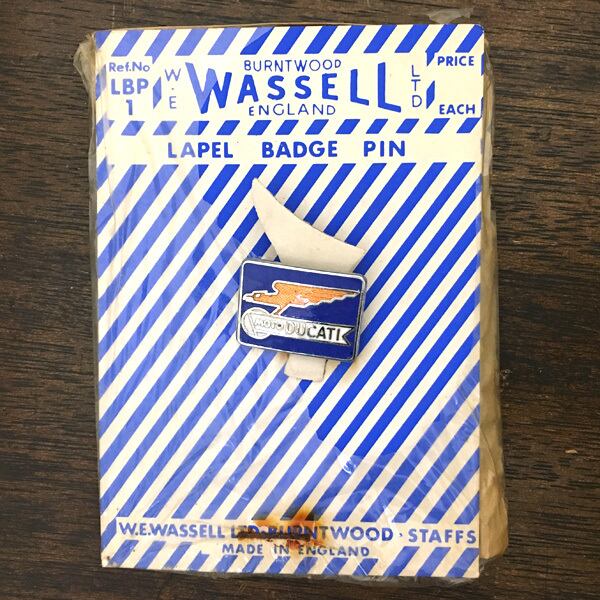 Ref.No LBP 1
W.E WASSELL LTD
BURNTWOOD
ENGLAND
PRICE
EACH
LAPEL BADGE PIN
MOTO DUCATI
W.E.WASSELL LTD·BURNTWOOD·STAFFS
MADE IN ENGLAND